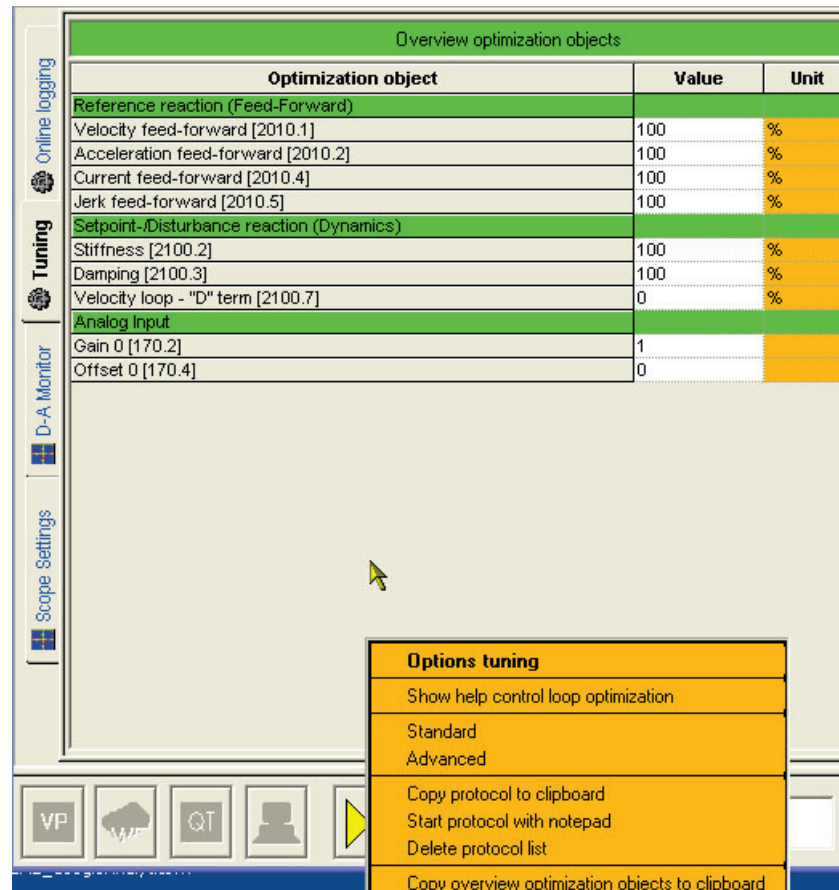 Overview optimization objects
Optimization object Value Unit
Reference reaction (Feed-Forward)
Velocity feed-forward [2010.1] 100 %
Acceleration feed-forward [2010.2] 100 %
Current feed-forward [2010.4] 100 %
Jerk feed-forward [2010.5] 100 %
Setpoint-/Disturbance reaction (Dynamics)
Stiffness [2100.2] 100 %
Damping [2100.3] 100 %
Velocity loop - "D" term [2100.7] 0 %
Analog Input
Gain 0 [170.2] 1
Offset 0 [170.4] 0
Online logging
Tuning
D-A Monitor
Scope Settings
Options tuning
Show help control loop optimization
Standard
Advanced
Copy protocol to clipboard
Start protocol with notepad
Delete protocol list
Copy overview optimization objects to clipboard
VP
QT